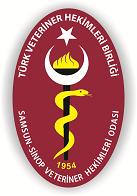 TÜRK VETERİNER HEKİMLERİ BİRLİĞİ
1954
SAMSUN-SİNOP VETERİNER HEKİMLERİ ODASI